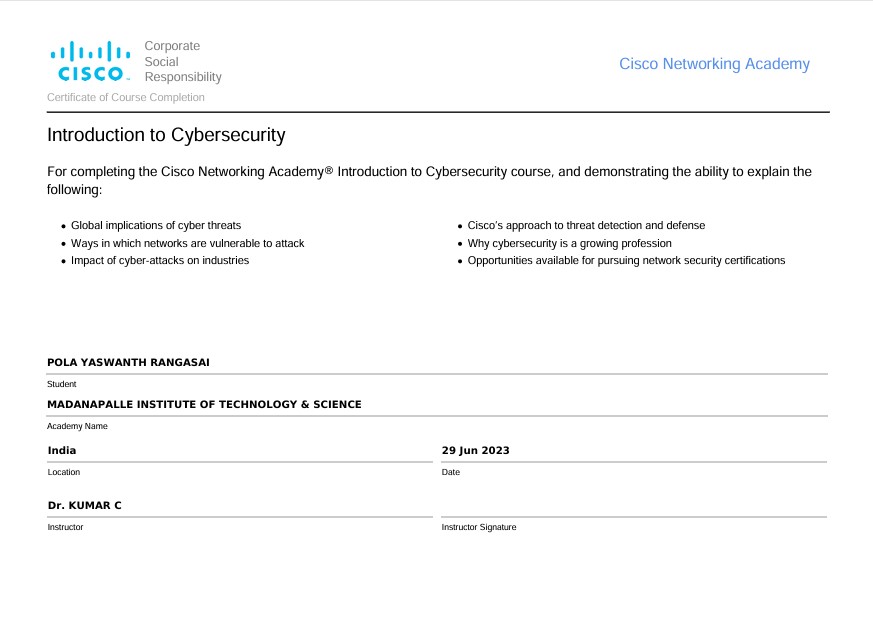 CISCO
Corporate
Social
Responsibility
Cisco Networking Academy
Certificate of Course Completion
Introduction to Cybersecurity
For completing the Cisco Networking Academy® Introduction to Cybersecurity course, and demonstrating the ability to explain the
following:
• Global implications of cyber threats
• Ways in which networks are vulnerable to attack
• Impact of cyber-attacks on industries
• Cisco's approach to threat detection and defense
• Why cybersecurity is a growing profession
• Opportunities available for pursuing network security certifications
POLA YASWANTH RANGASAI
Student
MADANAPALLE INSTITUTE OF TECHNOLOGY & SCIENCE
Academy Name
India
Location
29 Jun 2023
Date
Dr. KUMAR C
Instructor
Instructor Signature